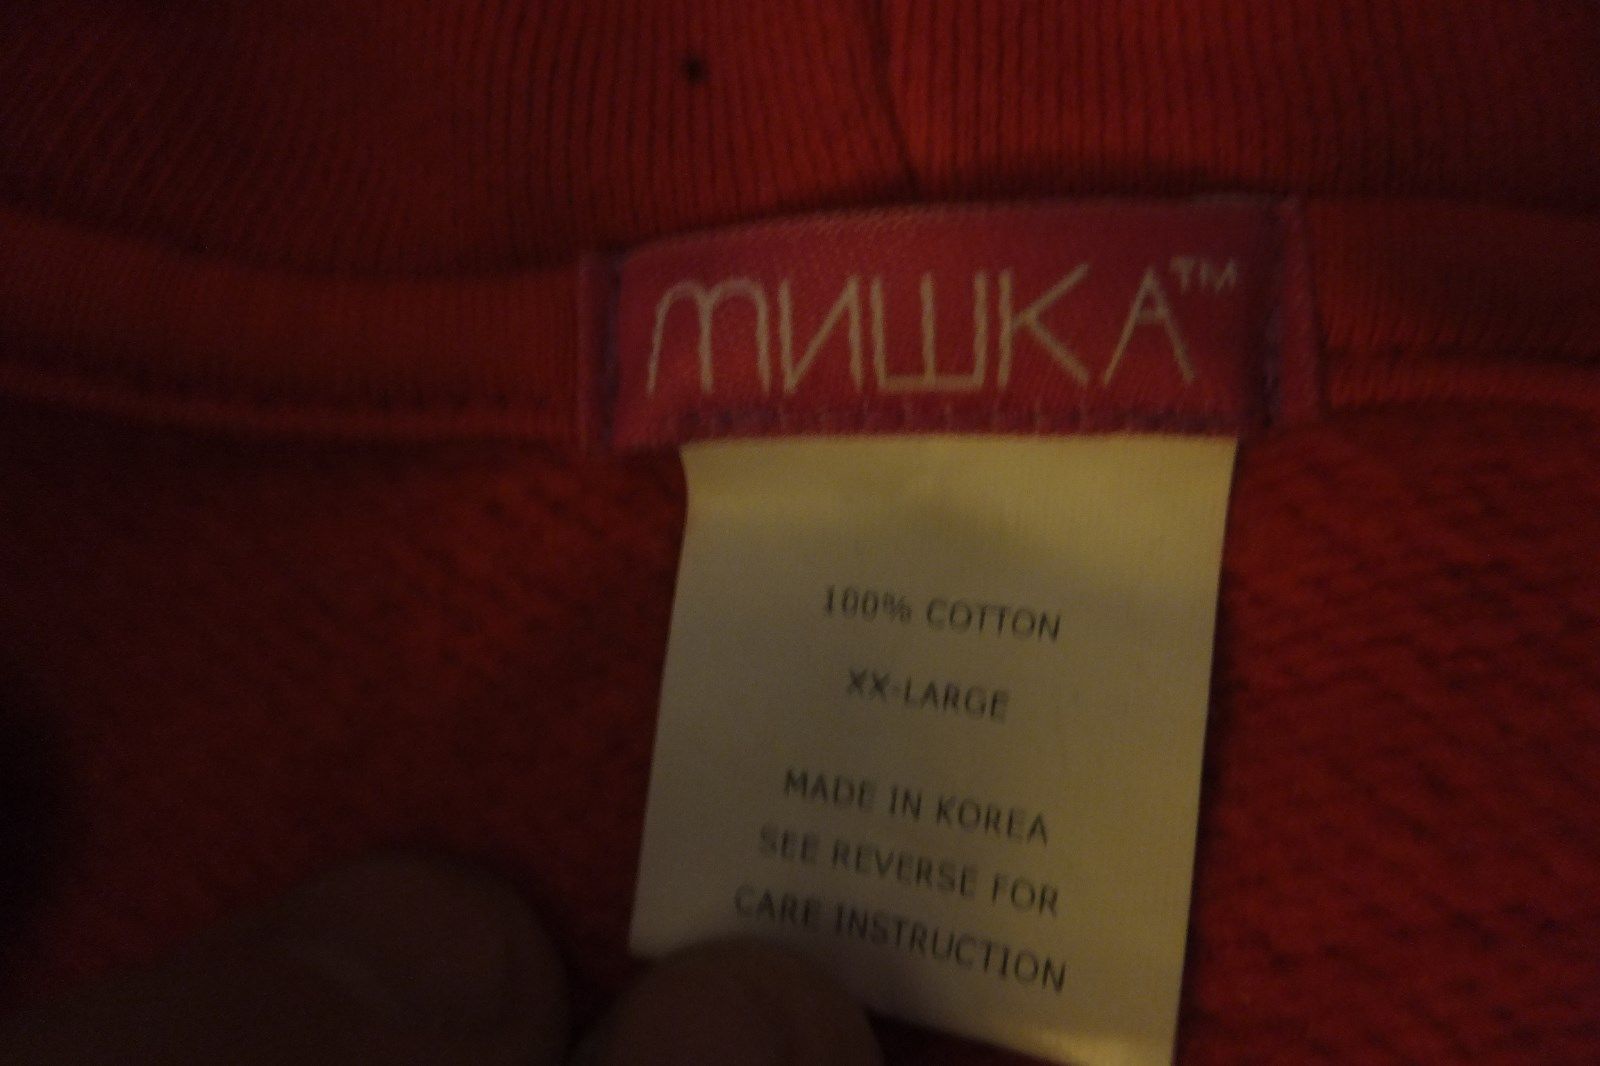 мишкА™
100% COTTON
XX-LARGE
MADE IN KOREA
SEE REVERSE FOR
CARE INSTRUCTION